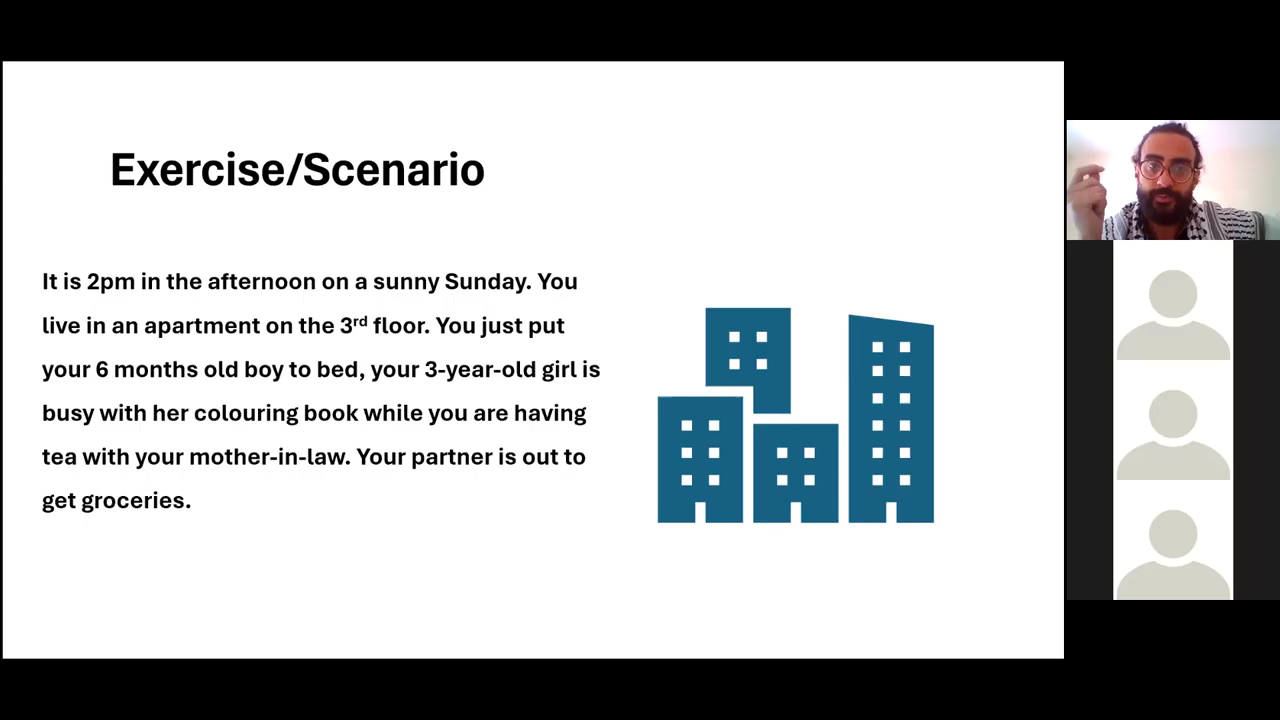 Exercise/Scenario
It is 2pm in the afternoon on a sunny Sunday. You
live in an apartment on the 3rd floor. You just put
your 6 months old boy to bed, your 3-year-old girl is
busy with her colouring book while you are having
tea with your mother-in-law. Your partner is out to
get groceries.